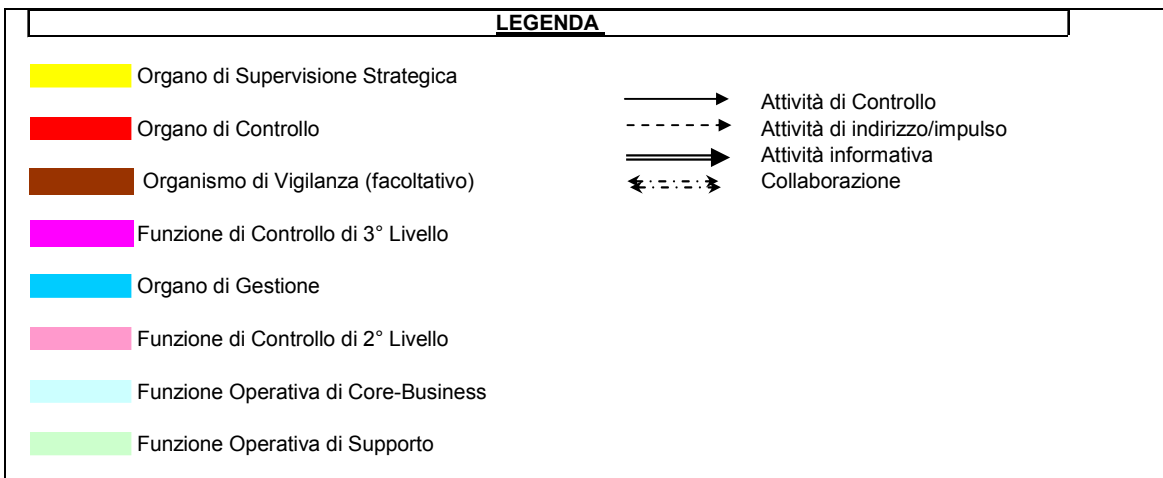 LEGENDA
Organo di Supervisione Strategica
Organo di Controllo
Organismo di Vigilanza (facoltativo)
Funzione di Controllo di 3° Livello
Organo di Gestione
Funzione di Controllo di 2° Livello
Funzione Operativa di Core-Business
Funzione Operativa di Supporto
Attività di Controllo
Attività di indirizzo/impulso
Attività informativa
Collaborazione